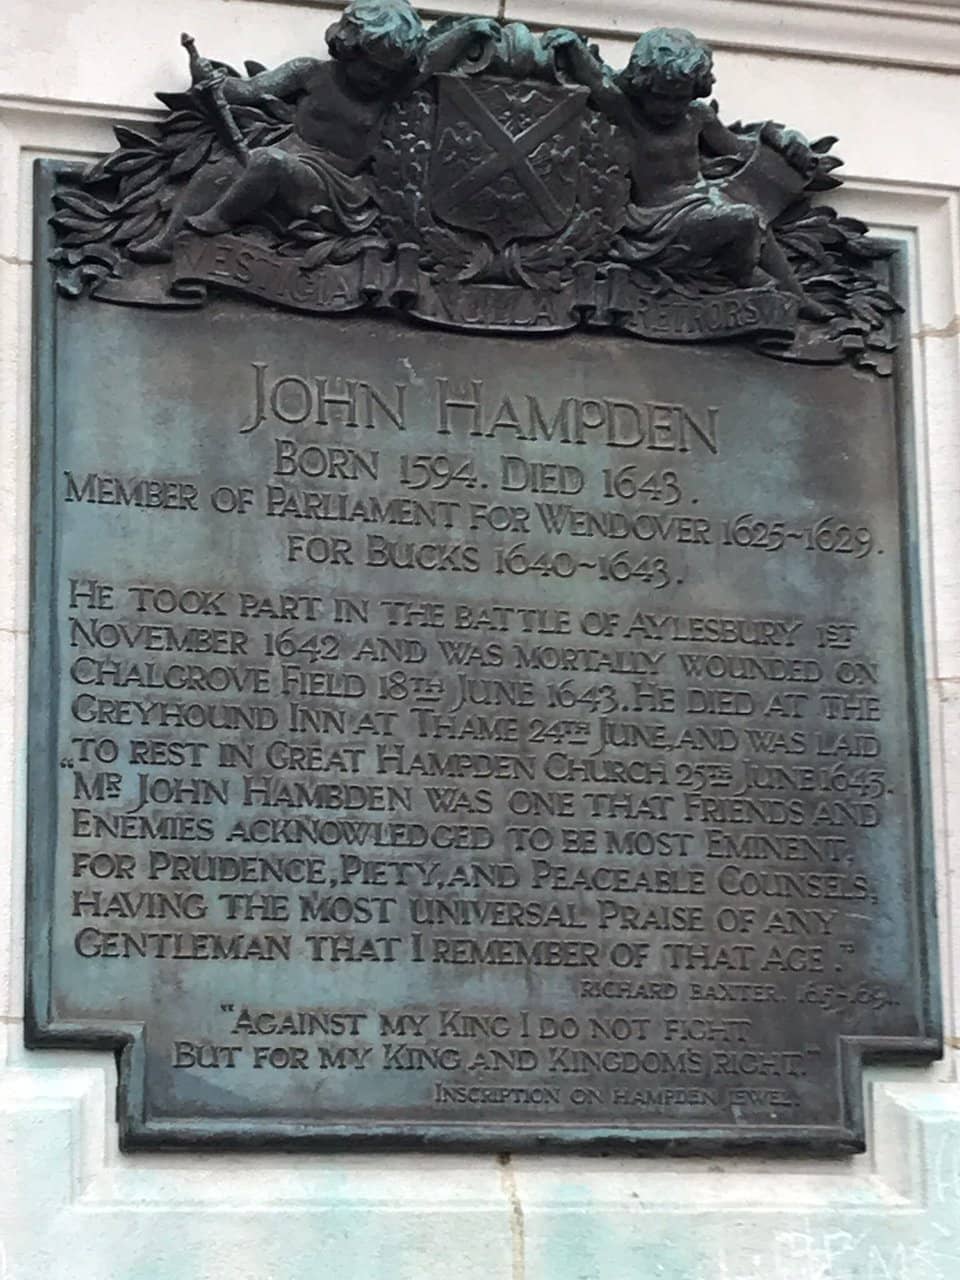 VESTIGIA NULLA RETRORSUM
JOHN HAMPDEN
BORN 1594. DIED 1643.
MEMBER OF PARLIAMENT FOR WENDOVER 1625~1629.
FOR BUCKS 1640~1643.
HE TOOK PART IN THE BATTLE OF AYLESBURY 1ST
NOVEMBER 1642 AND WAS MORTALLY WOUNDED ON
CHALGROVE FIELD 18TH JUNE 1643. HE DIED AT THE
GREYHOUND INN AT THAME 24TH JUNE, AND WAS LAID
TO REST IN GREAT HAMPDEN CHURCH 25TH JUNE 1643.
"MR JOHN HAMBDEN WAS ONE THAT FRIENDS AND
ENEMIES ACKNOWLEDGED TO BE MOST EMINENT,
FOR PRUDENCE, PIETY, AND PEACEABLE COUNSELS,
HAVING THE MOST UNIVERSAL PRAISE OF ANY
GENTLEMAN THAT I REMEMBER OF THAT AGE."
RICHARD BAXTER.
"AGAINST MY KING I DO NOT FIGHT
BUT FOR MY KING AND KINGDOM'S RIGHT."
INSCRIPTION ON HAMPDEN JEWEL.